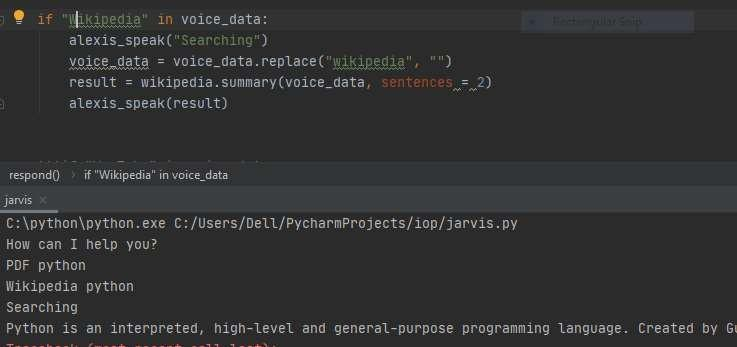 if "Wikipedia" in voice_data:
Rectangular Snip
alexis_speak("Searching")
voice_data = voice_data.replace("wikipedia", "")
result = wikipedia.summary(voice_data, sentences = 2)
alexis_speak(result)
respond() › if "Wikipedia" in voice_data
jarvis ×
C:\python\python.exe C:/Users/Dell/PycharmProjects/iop/jarvis.py
How can I help you?
PDF python
Wikipedia python
Searching
Python is an interpreted, high-level and general-purpose programming language. Created by Gu
Traceback (most recent call last):